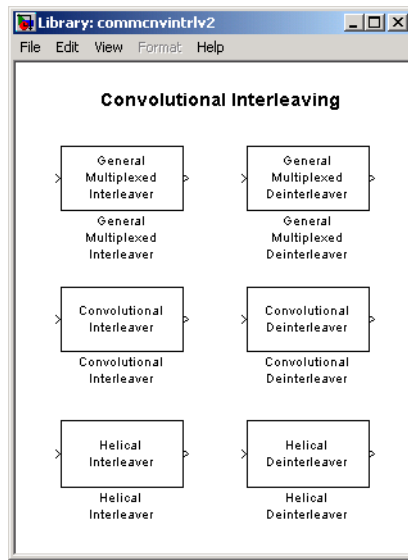 Library: commcnvintrlv2
File Edit View Format Help
Convolutional Interleaving
General
Multiplexed
Interleaver
General
Multiplexed
Interleaver
General
Multiplexed
Deinterleaver
General
Multiplexed
Deinterleaver
Convolutional
Interleaver
Convolutional
Interleaver
Convolutional
Deinterleaver
Convolutional
Deinterleaver
Helical
Interleaver
Helical
Interleaver
Helical
Deinterleaver
Helical
Deinterleaver